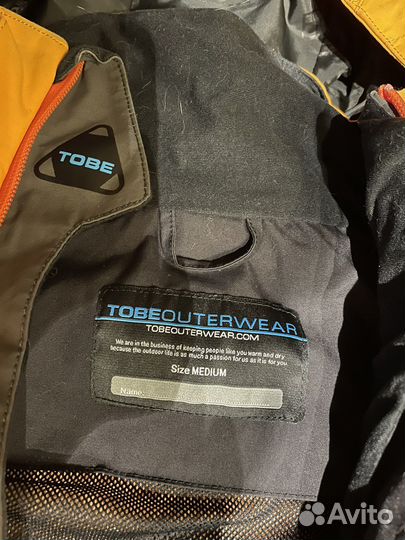 TOBE
TOBEOUTERWEAR
TOBEOUTERWEAR.COM
We are in the business of keeping people like you warm and dry
because the outdoor life is as much a passion for us as it is for you.
Size MEDIUM
Name
Avito